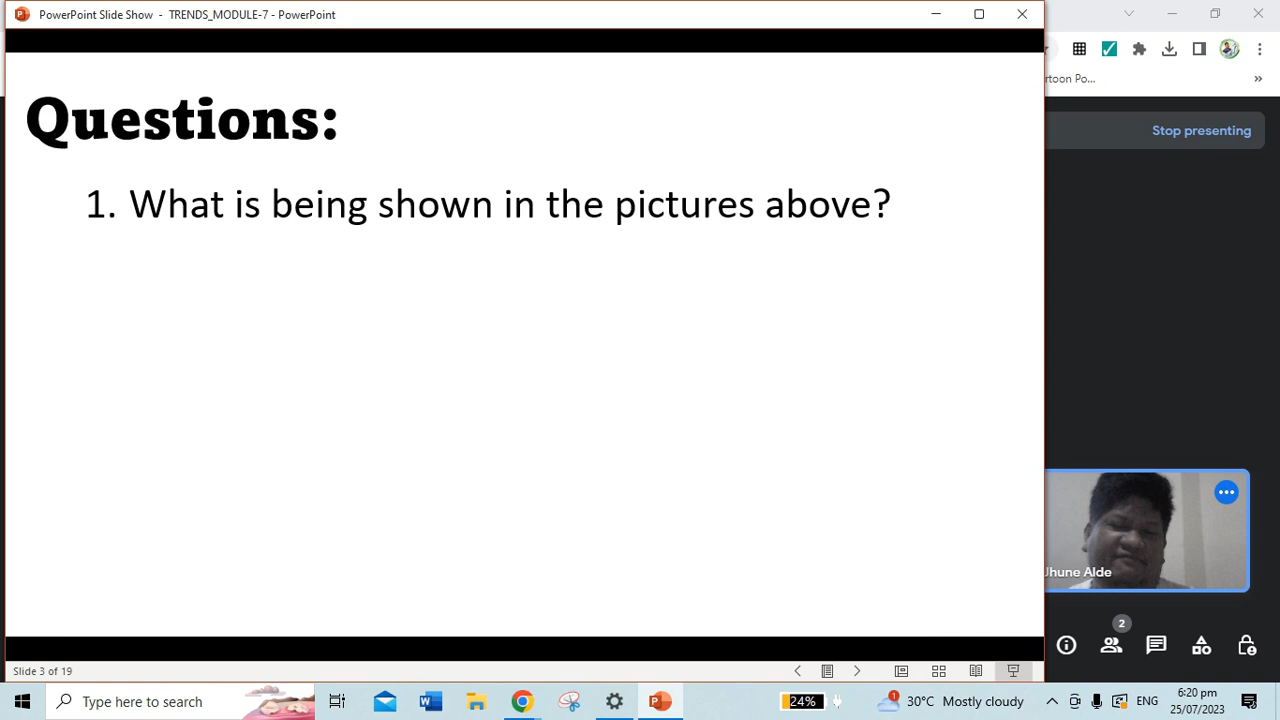 PowerPoint Slide Show - TRENDS_MODULE-7 - PowerPoint
rtoon Po...
Stop presenting
Questions:
1. What is being shown in the pictures above?
Jhune Alde
2
Slide 3 of 19
Type here to search
24%
1
30°C Mostly cloudy
ENG
6:20 pm
25/07/2023